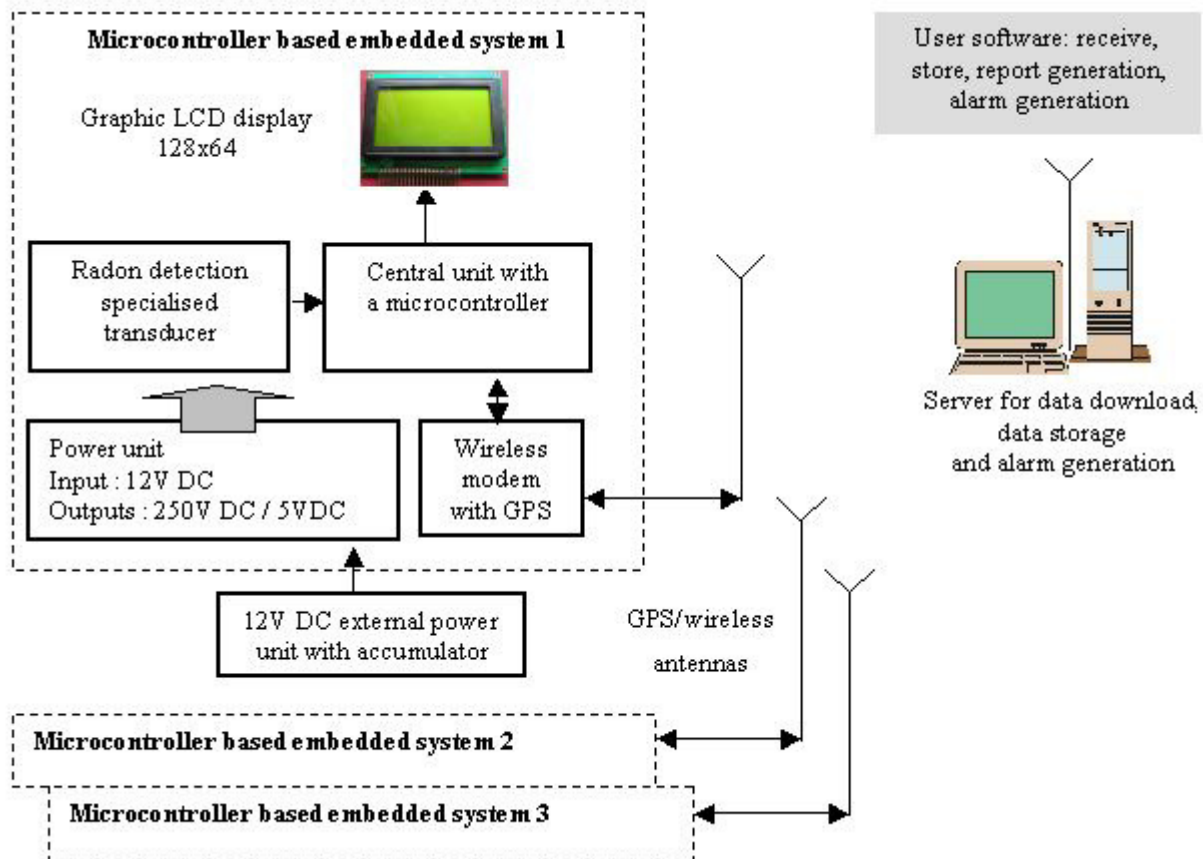 Microcontroller based embedded system 1
Graphic LCD display
128x64
Radon detection
specialised
transducer
Central unit with
a microcontroller
Power unit
Input : 12V DC
Outputs : 250V DC / 5VDC
Wireless
modem
with GPS
12V DC external power
unit with accumulator
GPS/wireless
antennas
User software: receive,
store, report generation,
alarm generation
Server for data download,
data storage
and alarm generation
Microcontroller based embedded system 2
Microcontroller based embedded system 3